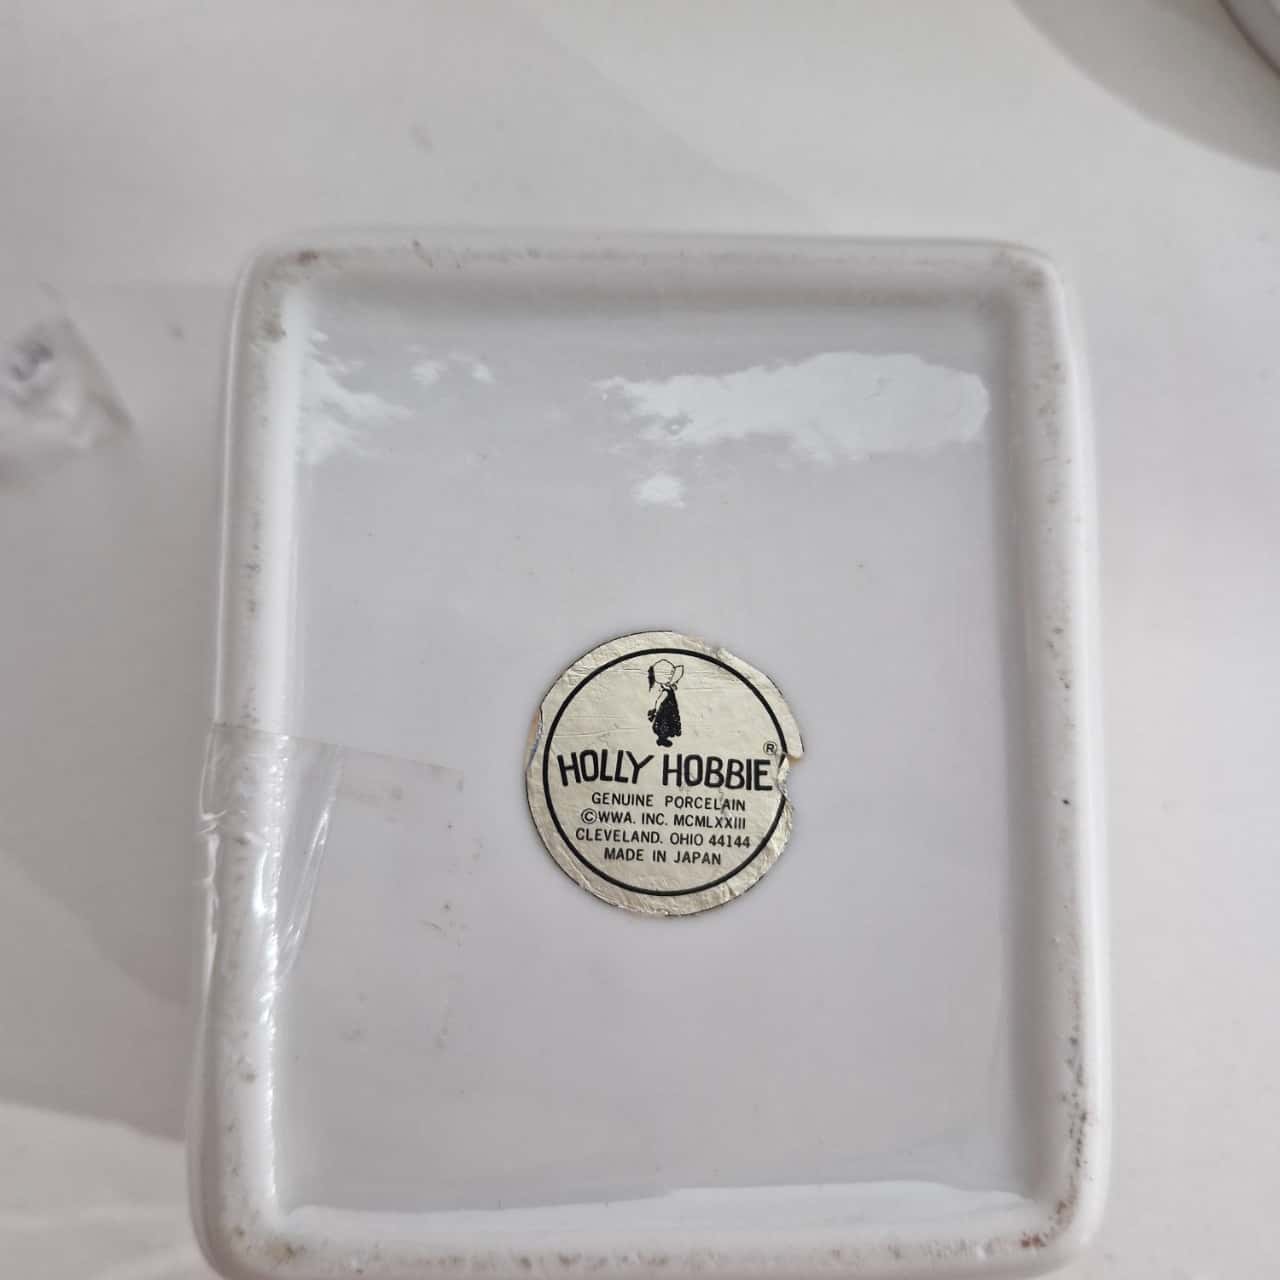 HOLLY HOBBIE ®
GENUINE PORCELAIN
©WWA. INC. MCMLXXIII
CLEVELAND. OHIO 44144
MADE IN JAPAN